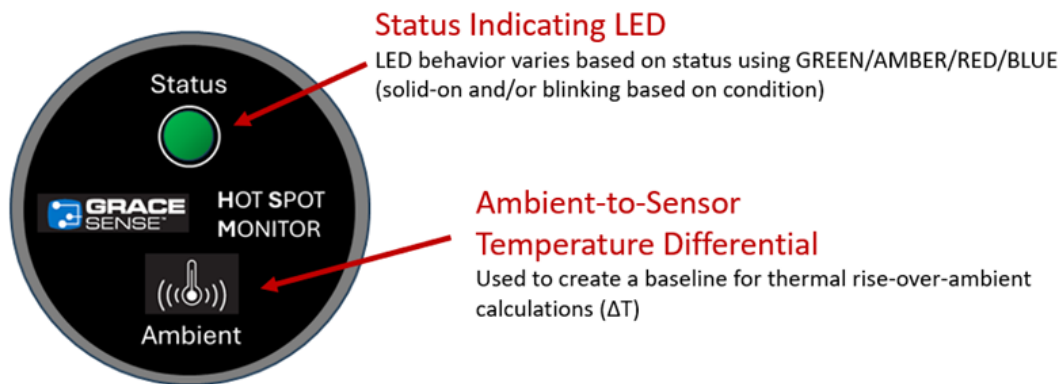 Status Indicating LED
LED behavior varies based on status using GREEN/AMBER/RED/BLUE
(solid-on and/or blinking based on condition)
Status
GRACE
SENSE™
HOT SPOT
MONITOR
Ambient
Ambient-to-Sensor
Temperature Differential
Used to create a baseline for thermal rise-over-ambient
calculations (ΔT)